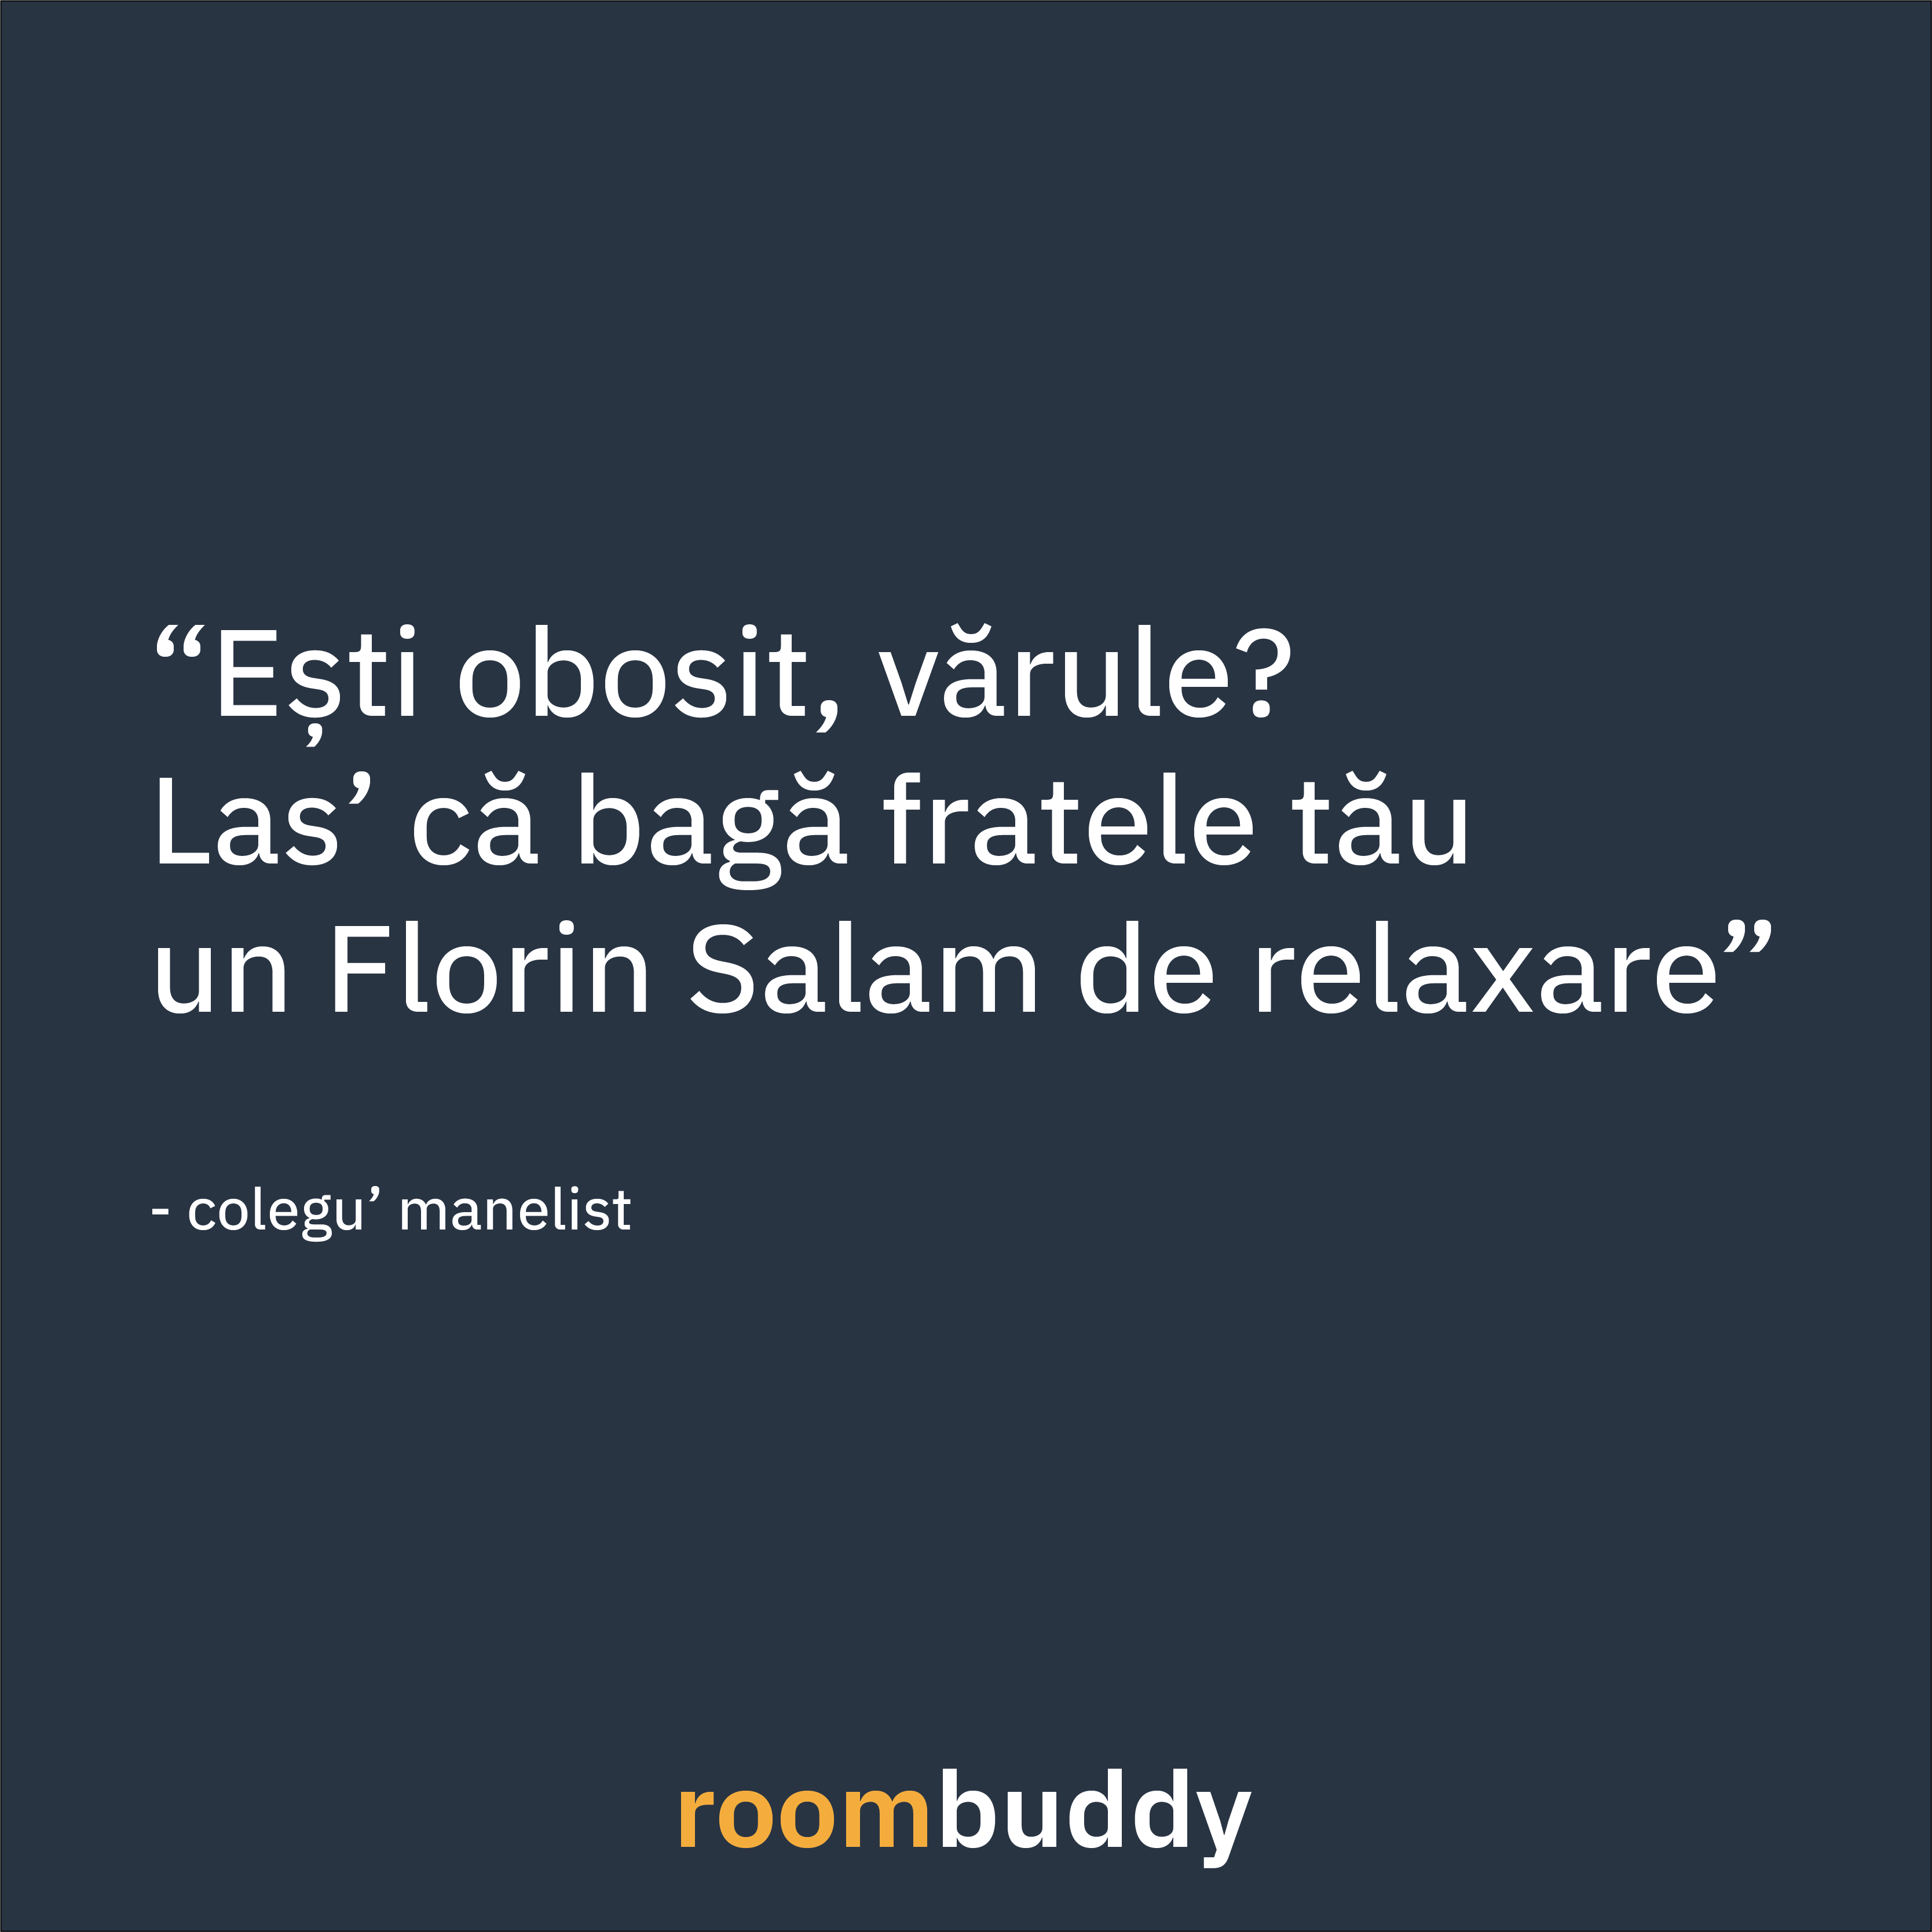 “Ești obosit, vărule?
Las’ că bagă fratele tău
un Florin Salam de relaxare”
- colegu’ manelist
roombuddy